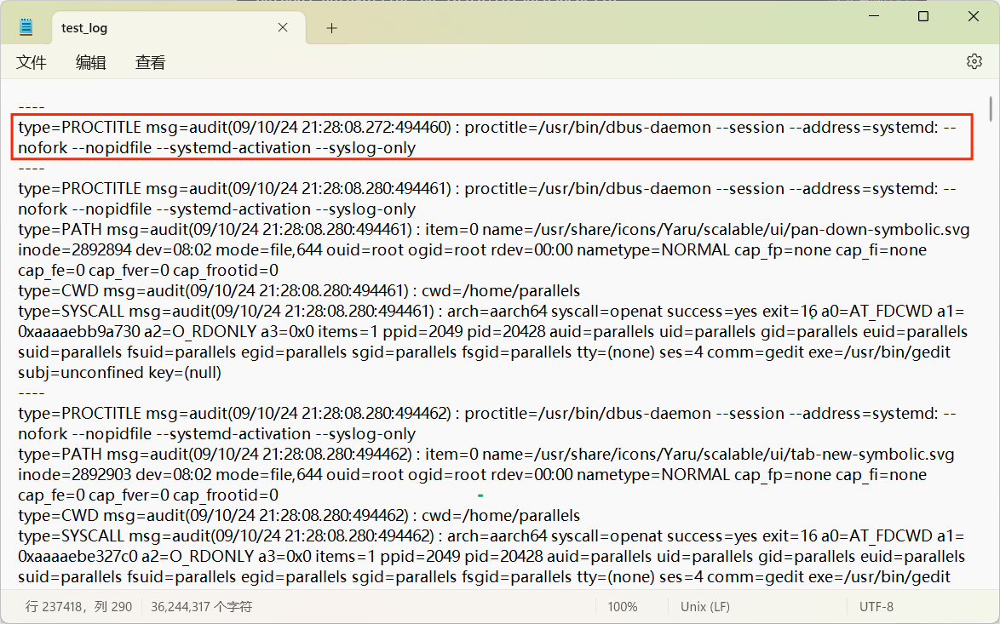 test_log
文件 编辑 查看
----
type=PROCTITLE msg=audit(09/10/24 21:28:08.272:494460) : proctitle=/usr/bin/dbus-daemon --session --address=systemd: --
nofork --nopidfile --systemd-activation --syslog-only
----
type=PROCTITLE msg=audit(09/10/24 21:28:08.280:494461) : proctitle=/usr/bin/dbus-daemon --session --address=systemd: --
nofork --nopidfile --systemd-activation --syslog-only
type=PATH msg=audit(09/10/24 21:28:08.280:494461) : item=0 name=/usr/share/icons/Yaru/scalable/ui/pan-down-symbolic.svg
inode=2892894 dev=08:02 mode=file,644 ouid=root ogid=root rdev=00:00 nametype=NORMAL cap_fp=none cap_fi=none
cap_fe=0 cap_fver=0 cap_frootid=0
type=CWD msg=audit(09/10/24 21:28:08.280:494461) : cwd=/home/parallels
type=SYSCALL msg=audit(09/10/24 21:28:08.280:494461) : arch=aarch64 syscall=openat success=yes exit=16 a0=AT_FDCWD a1=
0xaaaaebb9a730 a2=O_RDONLY a3=0x0 items=1 ppid=2049 pid=20428 auid=parallels uid=parallels gid=parallels euid=parallels
suid=parallels fsuid=parallels egid=parallels sgid=parallels fsgid=parallels tty=(none) ses=4 comm=gedit exe=/usr/bin/gedit
subj=unconfined key=(null)
----
type=PROCTITLE msg=audit(09/10/24 21:28:08.280:494462) : proctitle=/usr/bin/dbus-daemon --session --address=systemd: --
nofork --nopidfile --systemd-activation --syslog-only
type=PATH msg=audit(09/10/24 21:28:08.280:494462) : item=0 name=/usr/share/icons/Yaru/scalable/ui/tab-new-symbolic.svg
inode=2892903 dev=08:02 mode=file,644 ouid=root ogid=root rdev=00:00 nametype=NORMAL cap_fp=none cap_fi=none
cap_fe=0 cap_fver=0 cap_frootid=0
type=CWD msg=audit(09/10/24 21:28:08.280:494462) : cwd=/home/parallels
type=SYSCALL msg=audit(09/10/24 21:28:08.280:494462) : arch=aarch64 syscall=openat success=yes exit=16 a0=AT_FDCWD a1=
0xaaaaebe327c0 a2=O_RDONLY a3=0x0 items=1 ppid=2049 pid=20428 auid=parallels uid=parallels gid=parallels euid=parallels
suid=parallels fsuid=parallels egid=parallels sgid=parallels fsgid=parallels tty=(none) ses=4 comm=gedit exe=/usr/bin/gedit
行 237418，列 290 36,244,317 个字符 100% Unix (LF) UTF-8